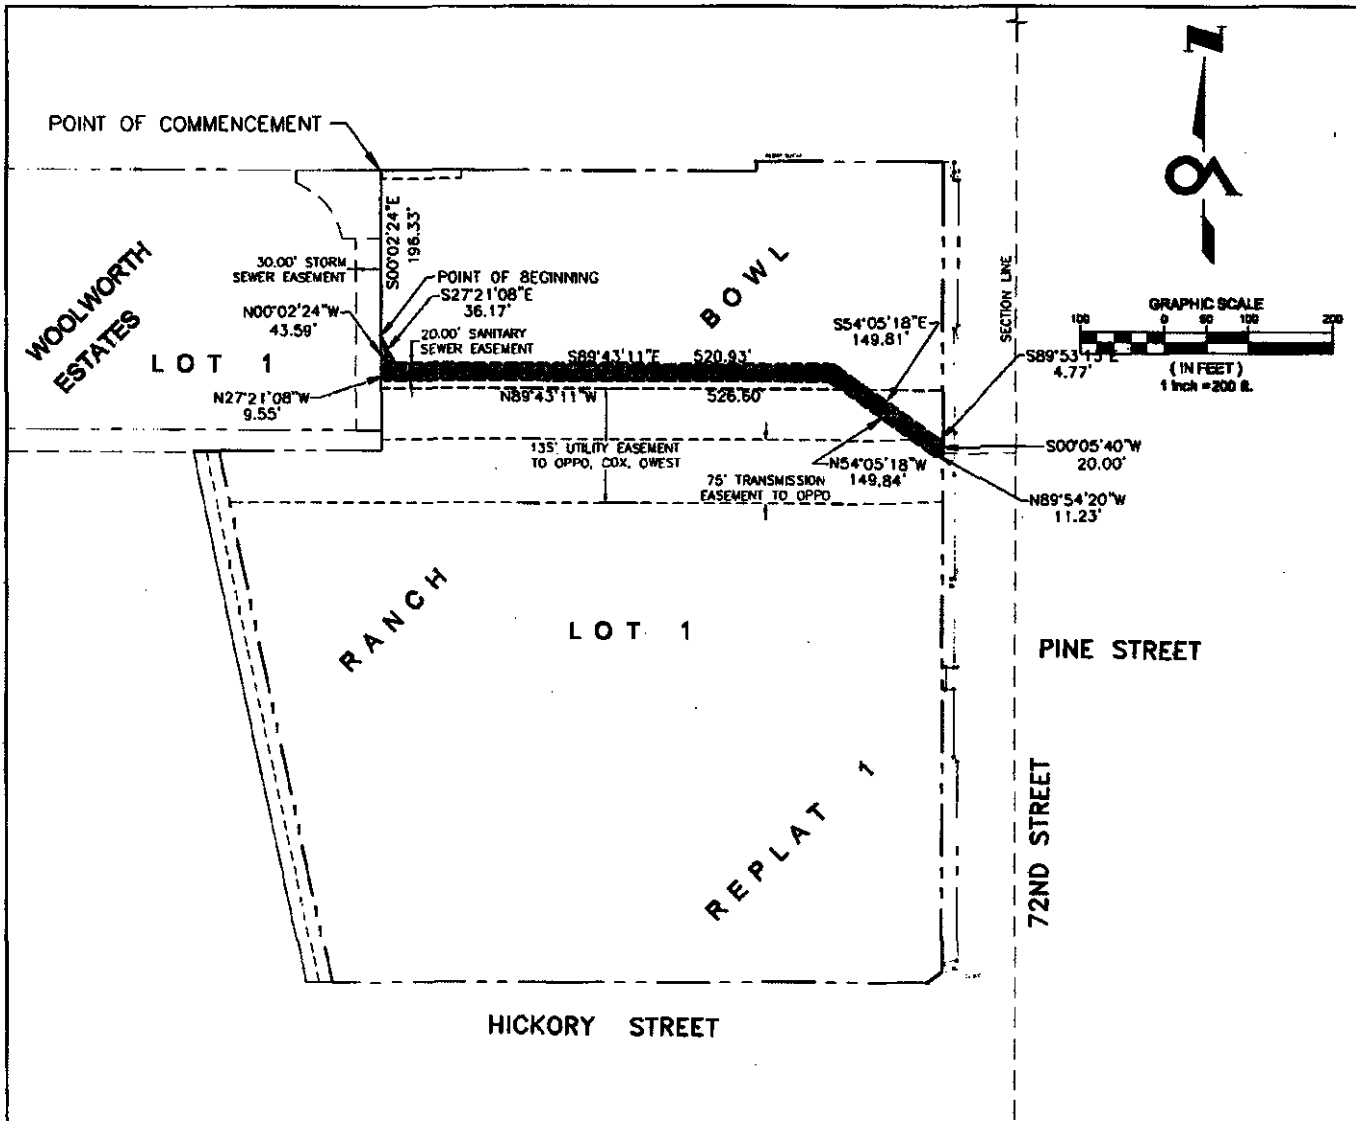 POINT OF COMMENCEMENT
S00°02'24"E
196.33'
30.00' STORM
SEWER EASEMENT
POINT OF BEGINNING
S27°21'08"E
36.17'
N00°02'24"W
43.59'
20.00' SANITARY
SEWER EASEMENT
WOOLWORTH
ESTATES
LOT 1
N27°21'08"W
9.55'
S89°43'11"E 520.93'
N89°43'11"W 526.60'
BOWL
S54°05'18"E
149.81'
SECTION LINE
GRAPHIC SCALE
100 0 50 100 200
( IN FEET )
1 inch = 200 ft.
S89°53'13"E
4.77'
135' UTILITY EASEMENT
TO OPPD, COX, QWEST
75' TRANSMISSION
EASEMENT TO OPPD
N54°05'18"W
149.84'
S00°05'40"W
20.00'
N89°54'20"W
11.23'
RANCH
LOT 1
PINE STREET
REPLAT 1
72ND STREET
HICKORY STREET